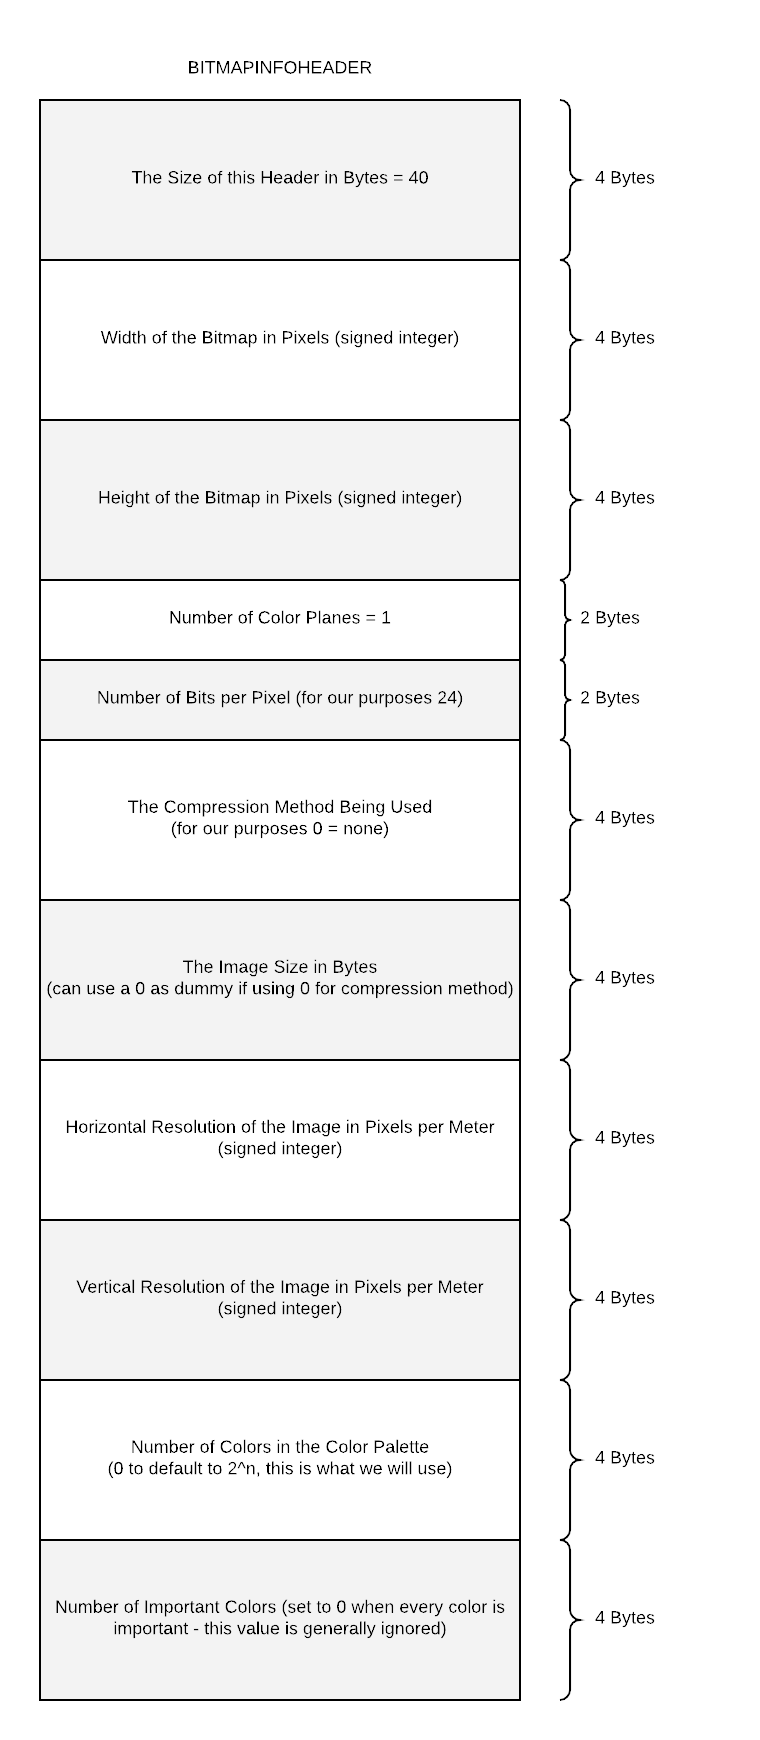 BITMAPINFOHEADER
The Size of this Header in Bytes = 40
4 Bytes
Width of the Bitmap in Pixels (signed integer)
4 Bytes
Height of the Bitmap in Pixels (signed integer)
4 Bytes
Number of Color Planes = 1
2 Bytes
Number of Bits per Pixel (for our purposes 24)
2 Bytes
The Compression Method Being Used
(for our purposes 0 = none)
4 Bytes
The Image Size in Bytes
(can use a 0 as dummy if using 0 for compression method)
4 Bytes
Horizontal Resolution of the Image in Pixels per Meter
(signed integer)
4 Bytes
Vertical Resolution of the Image in Pixels per Meter
(signed integer)
4 Bytes
Number of Colors in the Color Palette
(0 to default to 2^n, this is what we will use)
4 Bytes
Number of Important Colors (set to 0 when every color is
important - this value is generally ignored)
4 Bytes